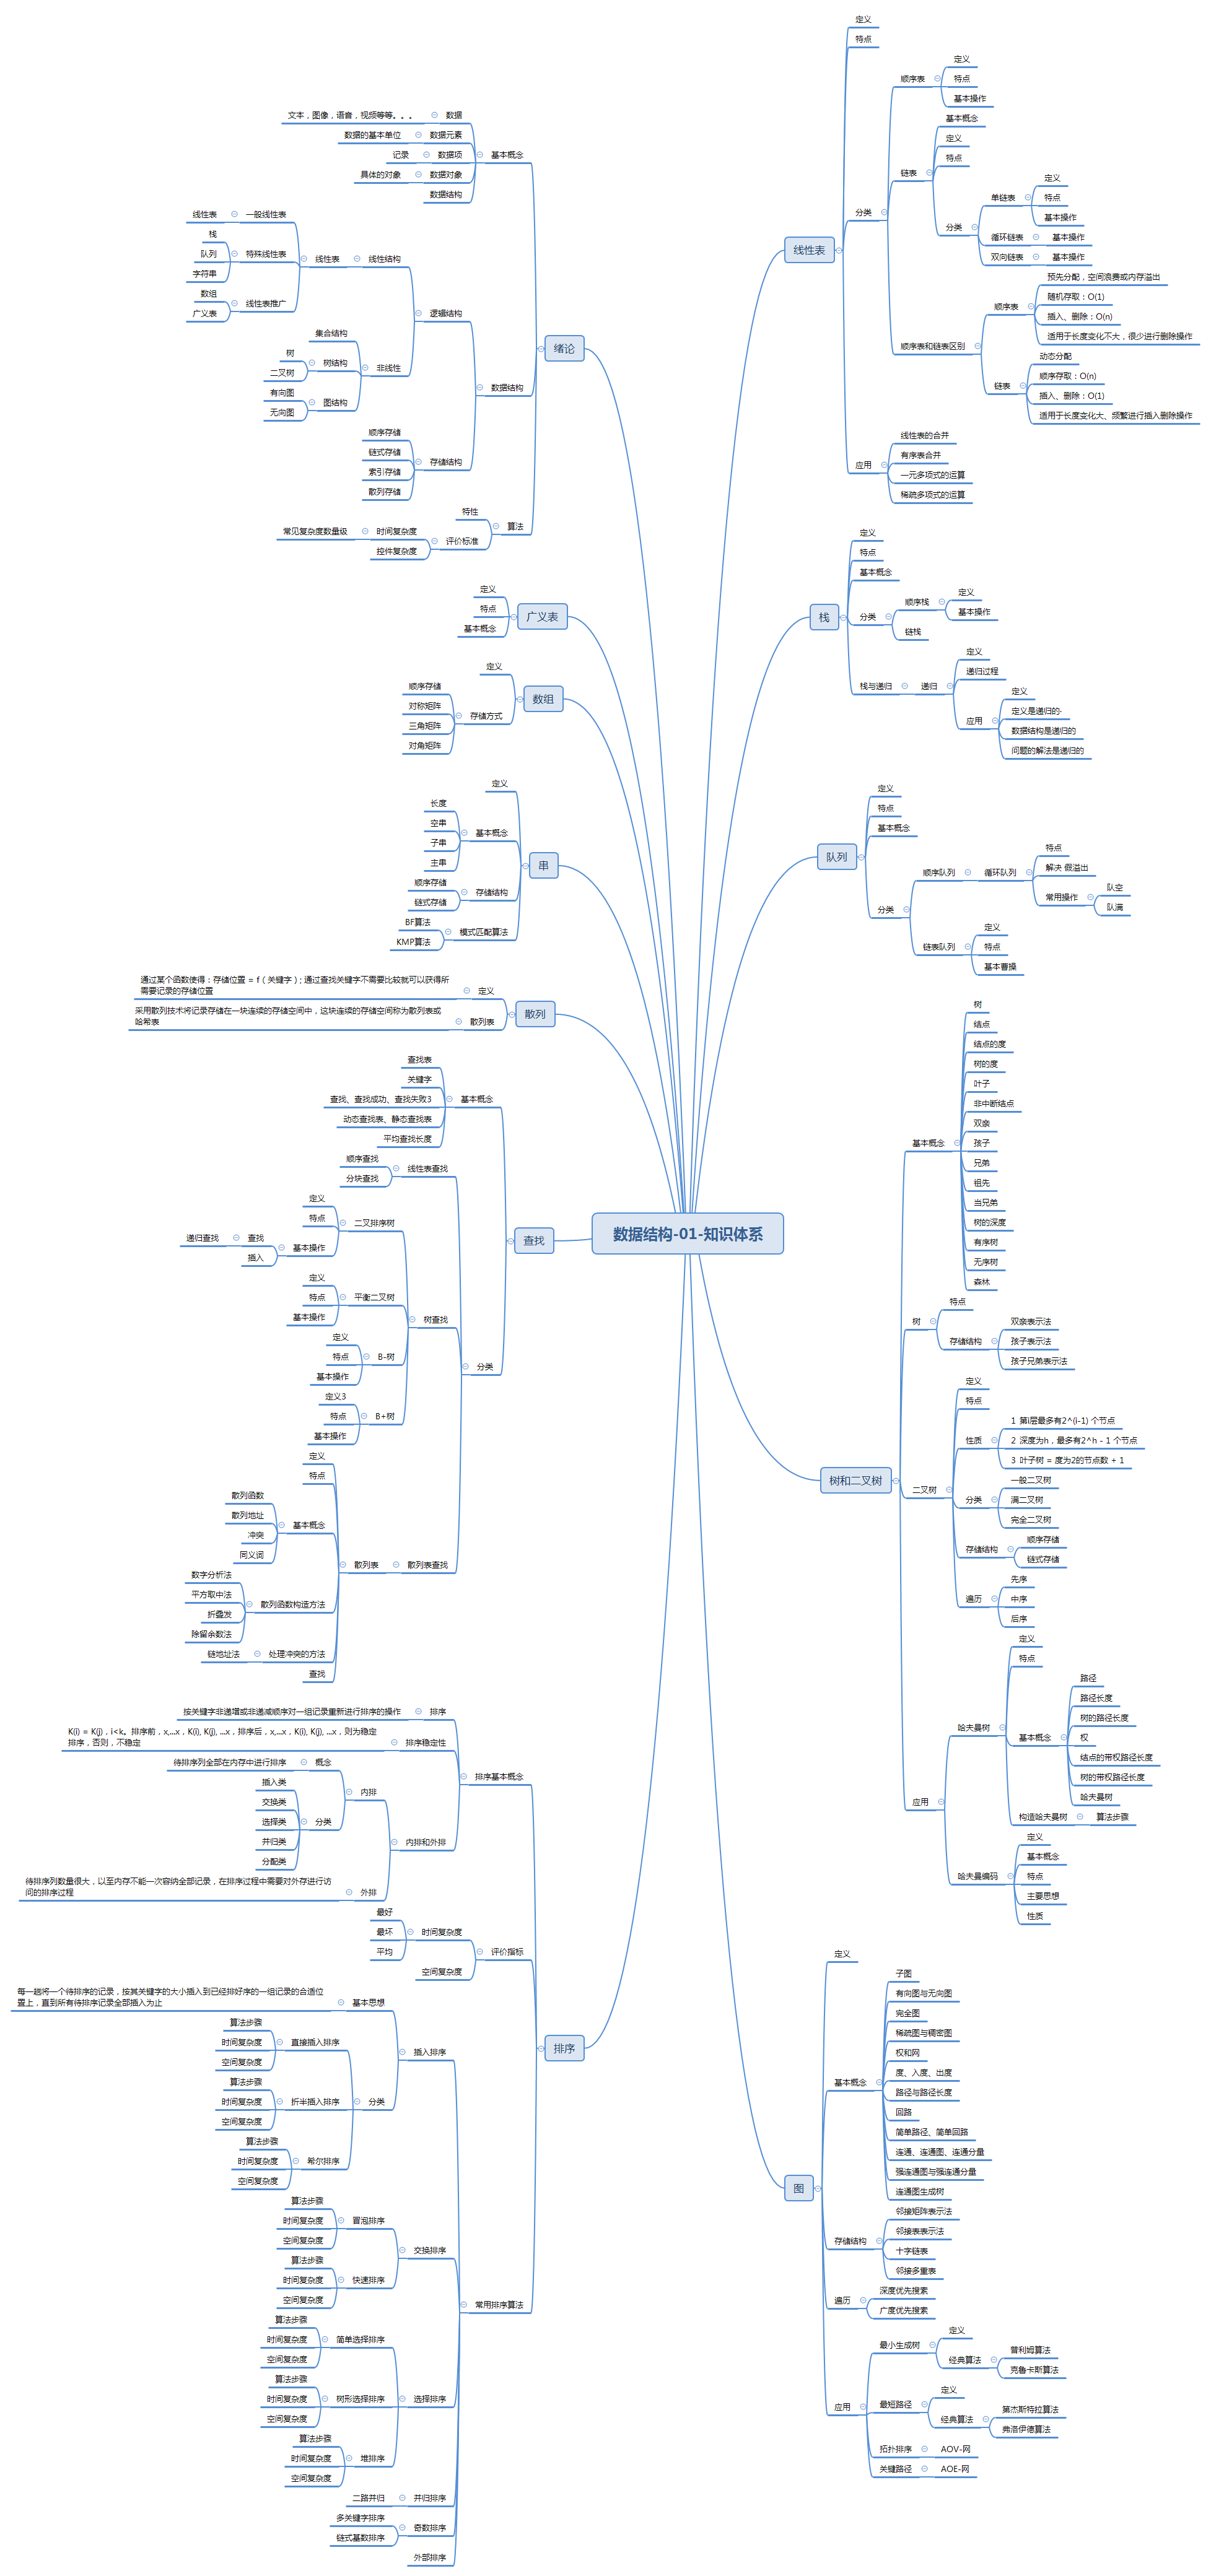 数据结构-01-知识体系
绪论
基本概念
数据
文本，图像，语音，视频等等。。。
数据元素
数据的基本单位
数据项
记录
数据对象
具体的对象
数据结构
数据结构
逻辑结构
线性结构
线性表
一般线性表
线性表
特殊线性表
栈
队列
字符串
线性表推广
数组
广义表
非线性
集合结构
树结构
树
二叉树
图结构
有向图
无向图
存储结构
顺序存储
链式存储
索引存储
散列存储
算法
特性
评价标准
时间复杂度
常见复杂度数量级
控件复杂度
广义表
定义
特点
基本概念
数组
定义
存储方式
顺序存储
对称矩阵
三角矩阵
对角矩阵
串
定义
基本概念
长度
空串
子串
主串
存储结构
顺序存储
链式存储
模式匹配算法
BF算法
KMP算法
散列
定义
通过某个函数使得：存储位置 = f（关键字）; 通过查找关键字不需要比较就可以获得所
需要记录的存储位置
散列表
采用散列技术将记录存储在一块连续的存储空间中，这块连续的存储空间称为散列表或
哈希表
查找
基本概念
查找表
关键字
查找、查找成功、查找失败3
动态查找表、静态查找表
平均查找长度
分类
线性表查找
顺序查找
分块查找
树查找
二叉排序树
定义
特点
基本操作
查找
递归查找
插入
平衡二叉树
定义
特点
基本操作
B-树
定义
特点
基本操作
B+树
定义3
特点
基本操作
散列表查找
散列表
定义
特点
基本概念
散列函数
散列地址
冲突
同义词
散列函数构造方法
数字分析法
平方取中法
折叠发
除留余数法
处理冲突的方法
链地址法
查找
排序
排序基本概念
排序
按关键字非递增或非递减顺序对一组记录重新进行排序的操作
排序稳定性
K(i) = K(j)，i<k。排序前，x,...x，K(i), K(j), ...x，排序后，x,...x，K(i), K(j), ...x，则为稳定
排序，否则，不稳定
内排和外排
内排
概念
待排序列全部在内存中进行排序
分类
插入类
交换类
选择类
并归类
分配类
外排
待排序列数量很大，以至内存不能一次容纳全部记录，在排序过程中需要对外存进行访
问的排序过程
评价指标
时间复杂度
最好
最坏
平均
空间复杂度
常用排序算法
插入排序
基本思想
每一趟将一个待排序的记录，按其关键字的大小插入到已经排好序的一组记录的合适位
置上，直到所有待排序记录全部插入为止
分类
直接插入排序
算法步骤
时间复杂度
空间复杂度
折半插入排序
算法步骤
时间复杂度
空间复杂度
希尔排序
算法步骤
时间复杂度
空间复杂度
交换排序
冒泡排序
算法步骤
时间复杂度
空间复杂度
快速排序
算法步骤
时间复杂度
空间复杂度
选择排序
简单选择排序
算法步骤
时间复杂度
空间复杂度
树形选择排序
算法步骤
时间复杂度
空间复杂度
堆排序
算法步骤
时间复杂度
空间复杂度
并归排序
二路并归
奇数排序
多关键字排序
链式基数排序
外部排序
线性表
定义
特点
分类
顺序表
定义
特点
基本操作
链表
基本概念
定义
特点
分类
单链表
定义
特点
基本操作
循环链表
基本操作
双向链表
基本操作
顺序表和链表区别
顺序表
预先分配，空间浪费或内存溢出
随机存取：O(1)
插入、删除：O(n)
适用于长度变化不大，很少进行删除操作
链表
动态分配
顺序存取：O(n)
插入、删除：O(1)
适用于长度变化大、频繁进行插入删除操作
应用
线性表的合并
有序表合并
一元多项式的运算
稀疏多项式的运算
栈
定义
特点
基本概念
分类
顺序栈
定义
基本操作
链栈
栈与递归
递归
定义
递归过程
应用
定义
定义是递归的·
数据结构是递归的
问题的解法是递归的
队列
定义
特点
基本概念
分类
顺序队列
循环队列
特点
解决 假溢出
常用操作
队空
队满
链表队列
定义
特点
基本曹操
树和二叉树
基本概念
树
结点
结点的度
树的度
叶子
非中断结点
双亲
孩子
兄弟
祖先
当兄弟
树的深度
有序树
无序树
森林
树
特点
存储结构
双亲表示法
孩子表示法
孩子兄弟表示法
二叉树
定义
特点
性质
1 第i层最多有2^(i-1) 个节点
2 深度为h，最多有2^h - 1 个节点
3 叶子树 = 度为2的节点数 + 1
分类
一般二叉树
满二叉树
完全二叉树
存储结构
顺序存储
链式存储
遍历
先序
中序
后序
应用
哈夫曼树
定义
特点
基本概念
路径
路径长度
树的路径长度
权
结点的带权路径长度
树的带权路径长度
哈夫曼树
构造哈夫曼树
算法步骤
哈夫曼编码
定义
基本概念
特点
主要思想
性质
图
定义
基本概念
子图
有向图与无向图
完全图
稀疏图与稠密图
权和网
度、入度、出度
路径与路径长度
回路
简单路径、简单回路
连通、连通图、连通分量
强连通图与强连通分量
连通图生成树
存储结构
邻接矩阵表示法
邻接表表示法
十字链表
邻接多重表
遍历
深度优先搜索
广度优先搜索
应用
最小生成树
定义
经典算法
普利姆算法
克鲁卡斯算法
最短路径
定义
经典算法
第杰斯特拉算法
弗洛伊德算法
拓扑排序
AOV-网
关键路径
AOE-网